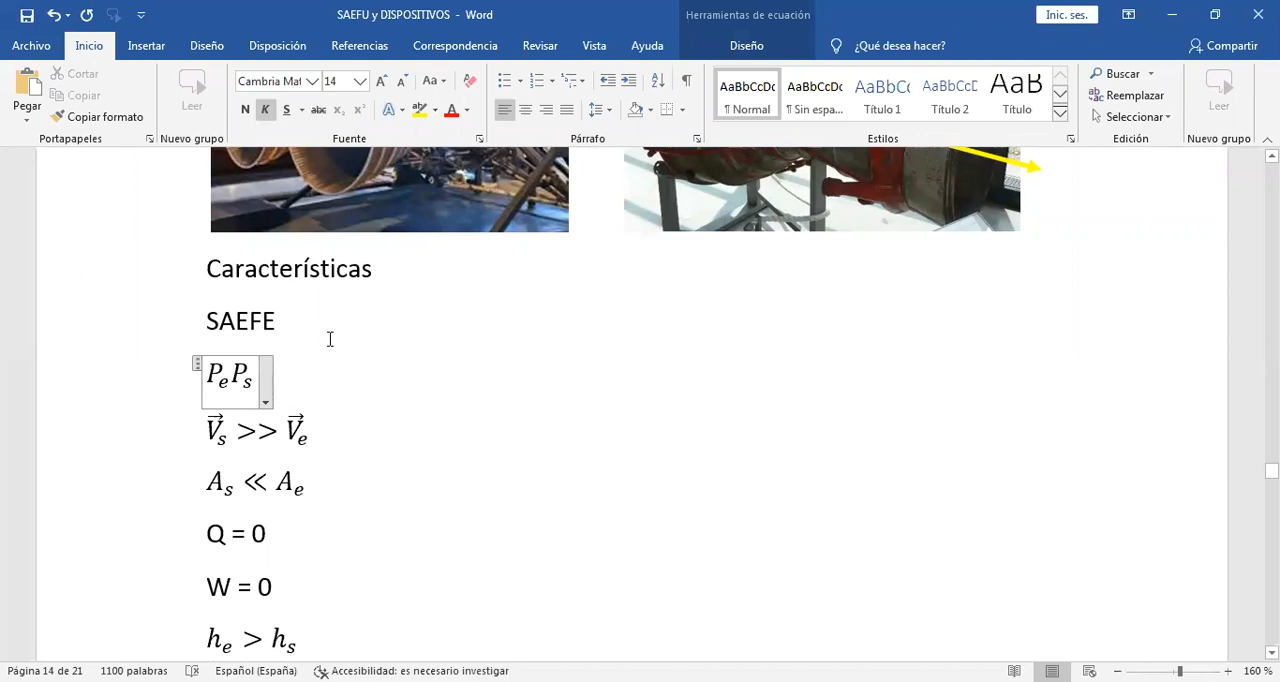 SAEFU y DISPOSITIVOS - Word
Herramientas de ecuación
Inic. ses.
Archivo Inicio Insertar Diseño Disposición Referencias Correspondencia Revisar Vista Ayuda Diseño ¿Qué desea hacer? Compartir
Pegar
Cortar
Copiar
Copiar formato
Portapapeles
Leer
Nuevo grupo
Cambria Mat 14
N K S abc x₂ x²
Fuente
Párrafo
AaBbCcDc AaBbCcDc AaBbCc AaBbCcD AaB
¶ Normal ¶ Sin espa... Título 1 Título 2 Título
Estilos
Buscar
Reemplazar
Seleccionar
Edición
Leer
Nuevo grupo
Características
SAEFE
PₑPₛ
V⃗ₛ >> V⃗ₑ
Aₛ ≪ Aₑ
Q = 0
W = 0
hₑ > hₛ
Página 14 de 21 1100 palabras Español (España) Accesibilidad: es necesario investigar 160 %